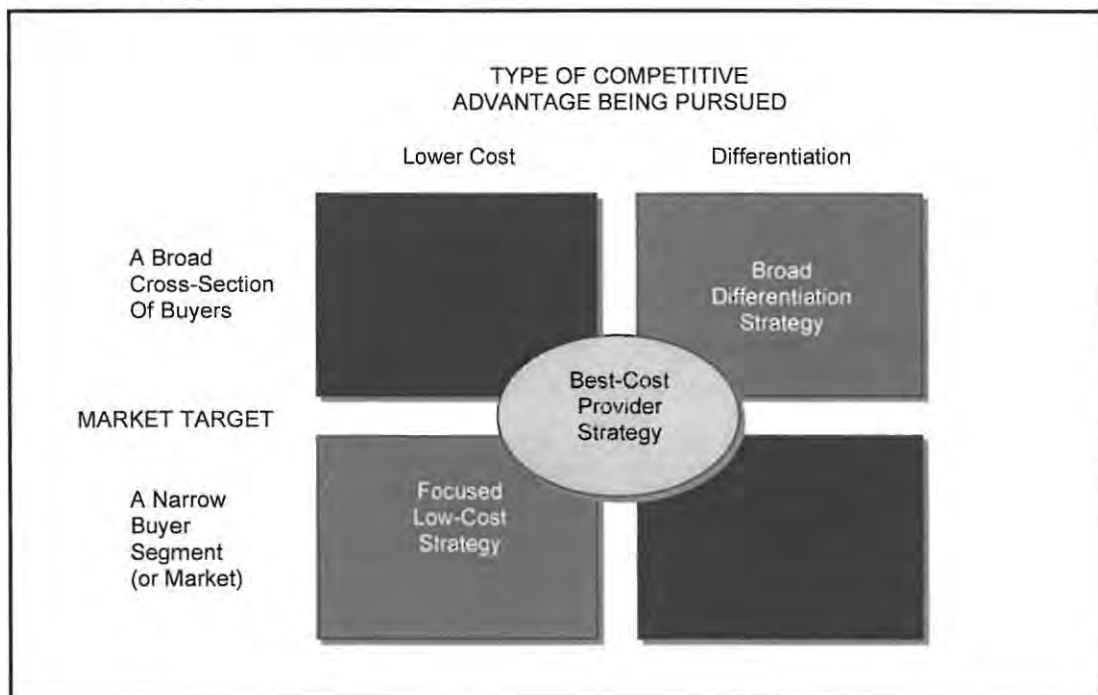 TYPE OF COMPETITIVE
ADVANTAGE BEING PURSUED
Lower Cost
Differentiation
A Broad
Cross-Section
Of Buyers
Broad
Differentiation
Strategy
Best-Cost
Provider
Strategy
MARKET TARGET
A Narrow
Buyer
Segment
(or Market)
Focused
Low-Cost
Strategy